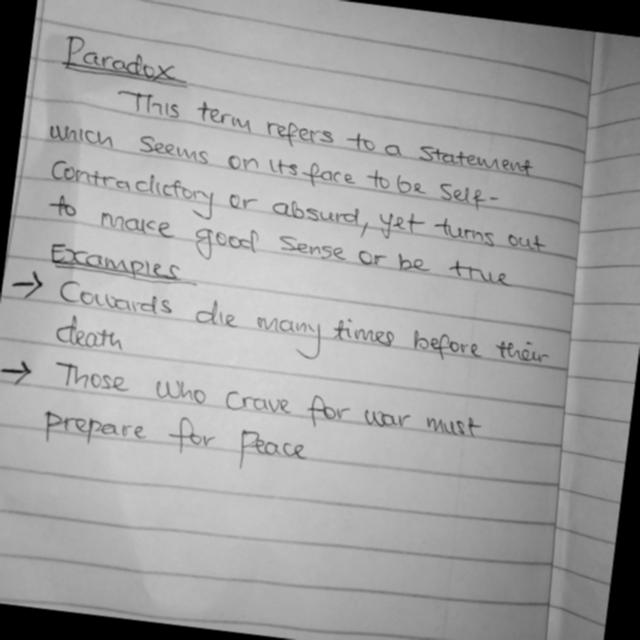 Paradox
This term refers to a statement
which seems on its face to be self-
contradictory or absurd, yet turns out
to make good sense or be true
Examples
→ Cowards die many times before their
death
→ Those who crave for war must
prepare for peace